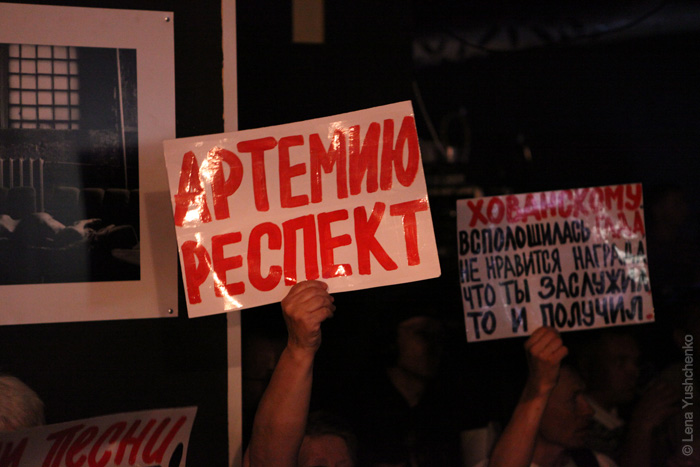 АРТЕМИЮ
РЕСПЕКТ
ХОВАНСКОМУ
ВСПОЛОШИЛАСЬ
НЕ НРАВИТСЯ НАГРАДА
ЧТО ТЫ ЗАСЛУЖИЛ
ТО И ПОЛУЧИЛ.
ПЕСНИ
© Lena Yushchenko